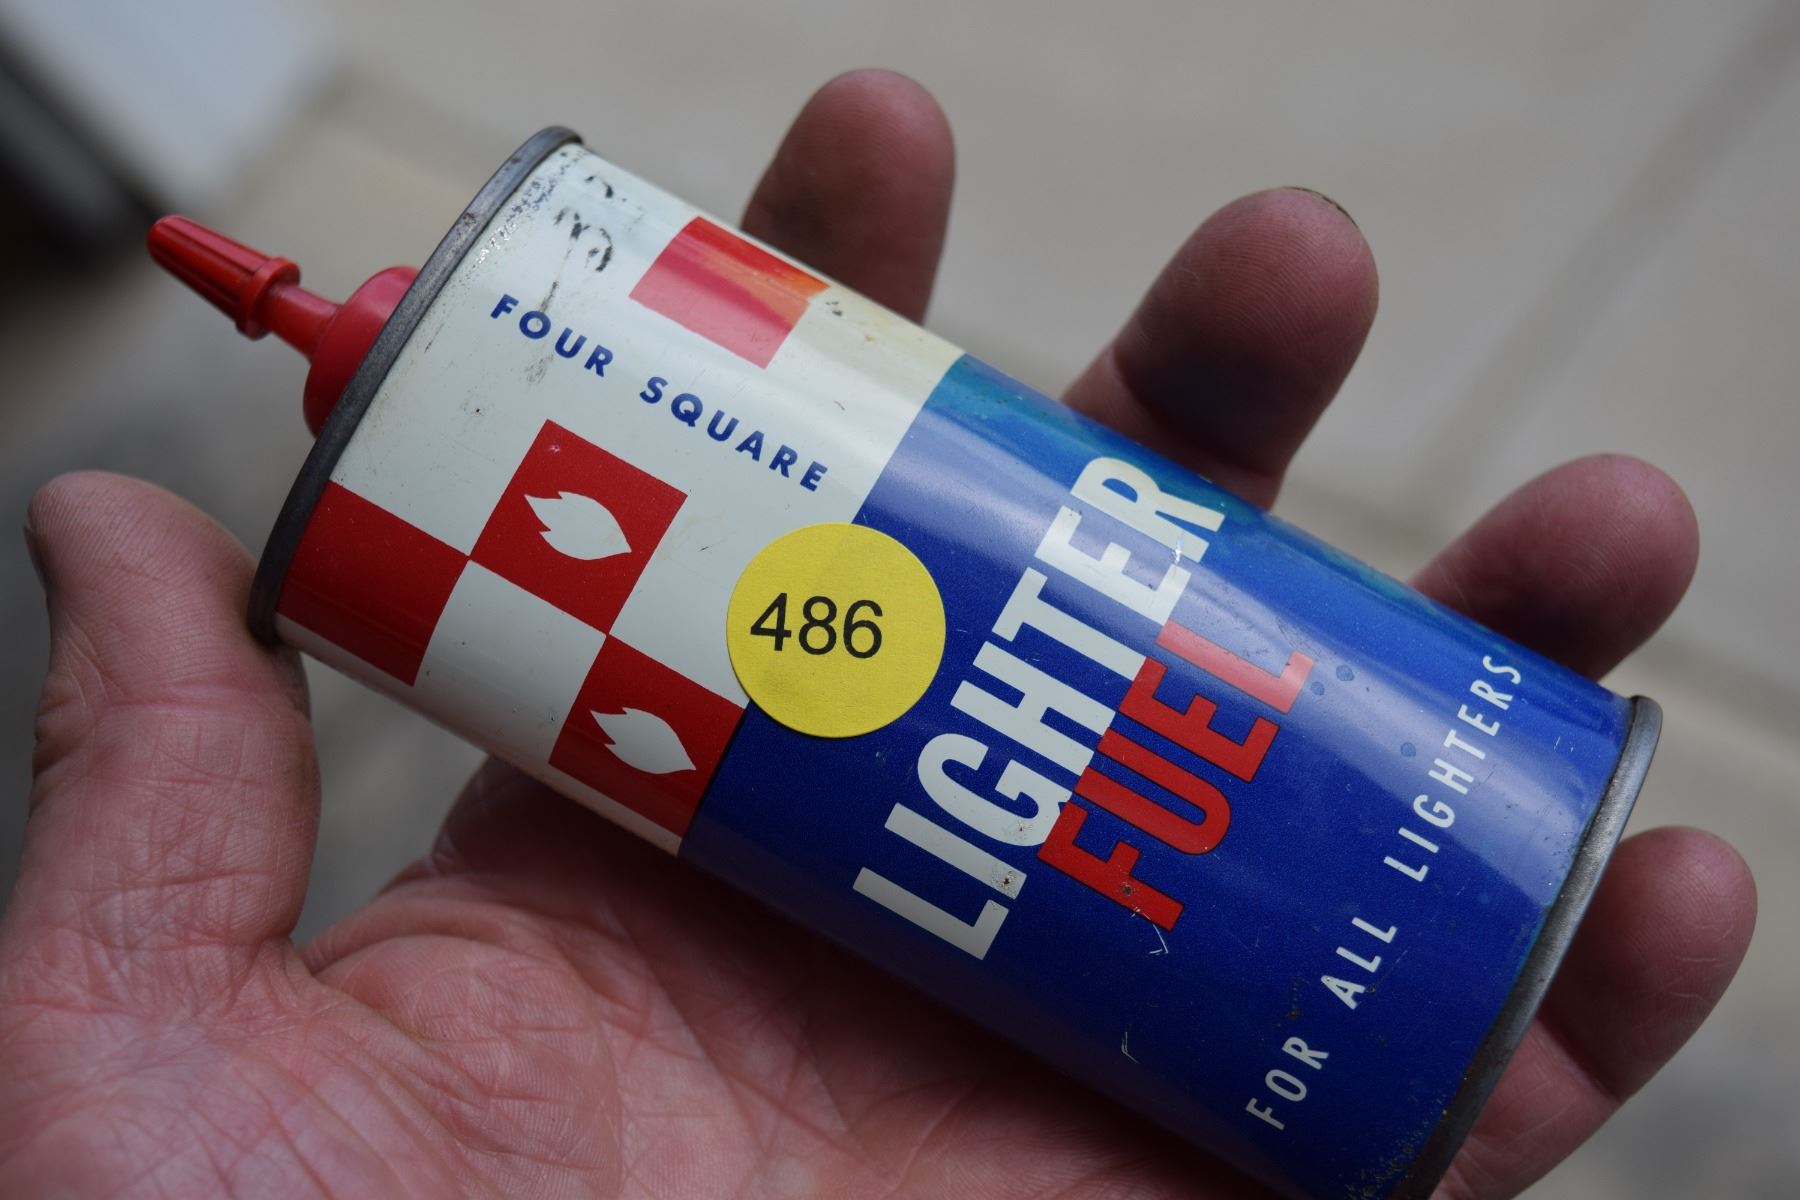 FOUR SQUARE
486
LIGHTER
FUEL
FOR ALL LIGHTERS